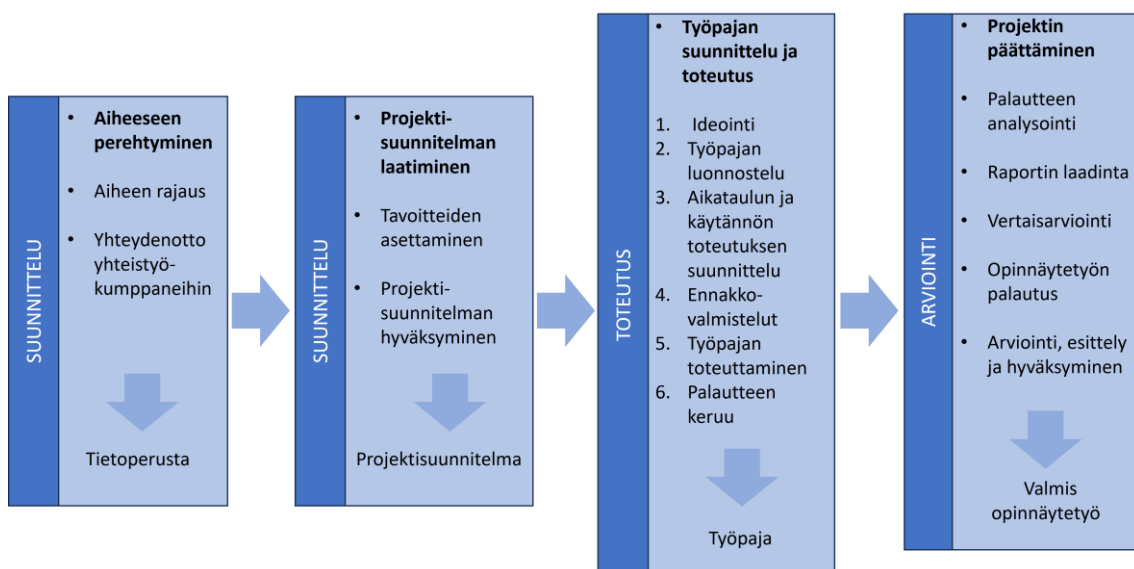 SUUNNITTELU
• Aiheeseen
perehtyminen
• Aiheen rajaus
• Yhteydenotto
yhteistyö-
kumppaneihin
Tietoperusta
SUUNNITTELU
• Projekti-
suunnitelman
laatiminen
• Tavoitteiden
asettaminen
• Projekti-
suunnitelman
hyväksyminen
Projektisuunnitelma
TOTEUTUS
• Työpajan
suunnittelu ja
toteutus
1. Ideointi
2. Työpajan
luonnostelu
3. Aikataulun ja
käytännön
toteutuksen
suunnittelu
4. Ennakko-
valmistelut
5. Työpajan
toteuttaminen
6. Palautteen
keruu
Työpaja
ARVIOINTI
• Projektin
päättäminen
• Palautteen
analysointi
• Raportin laadinta
• Vertaisarviointi
• Opinnäytetyön
palautus
• Arviointi, esittely
ja hyväksyminen
Valmis
opinnäytetyö